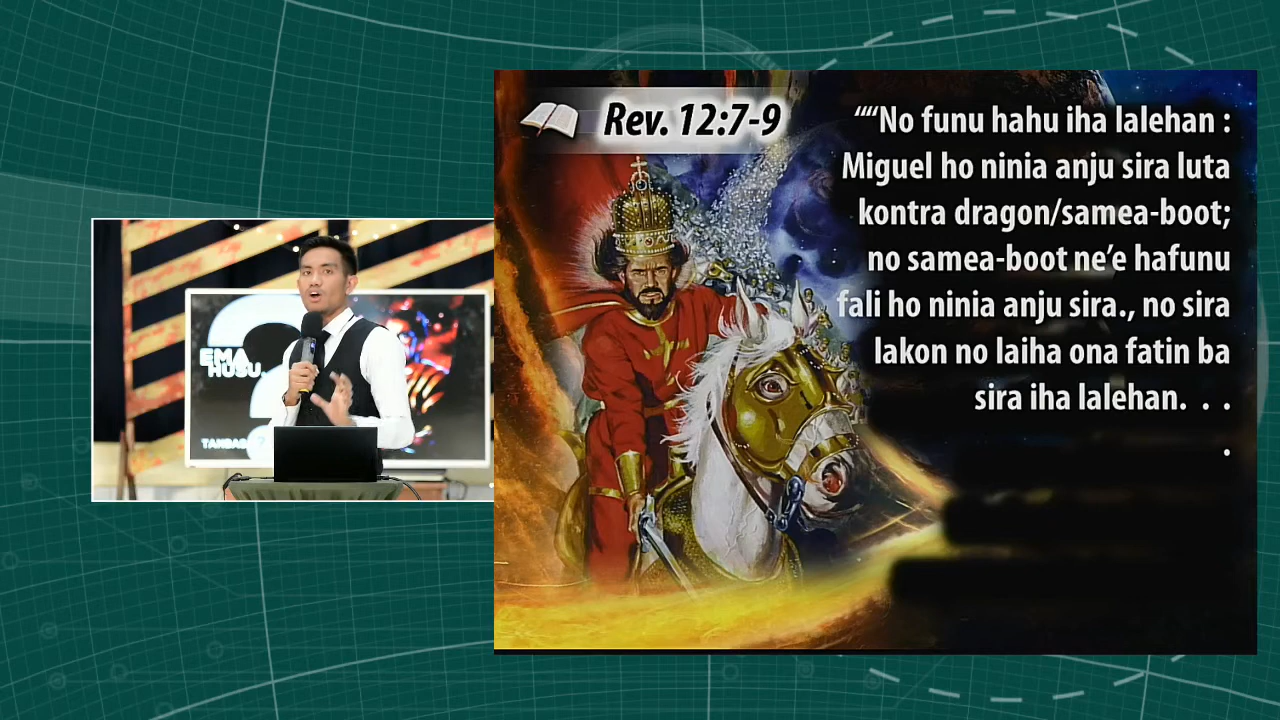 Rev. 12:7-9
““No funu hahu iha lalehan :
Miguel ho ninia anju sira luta
kontra dragon/samea-boot;
no samea-boot ne’e hafunu
fali ho ninia anju sira., no sira
lakon no laiha ona fatin ba
sira iha lalehan. . .
.
EMA
HUSU.